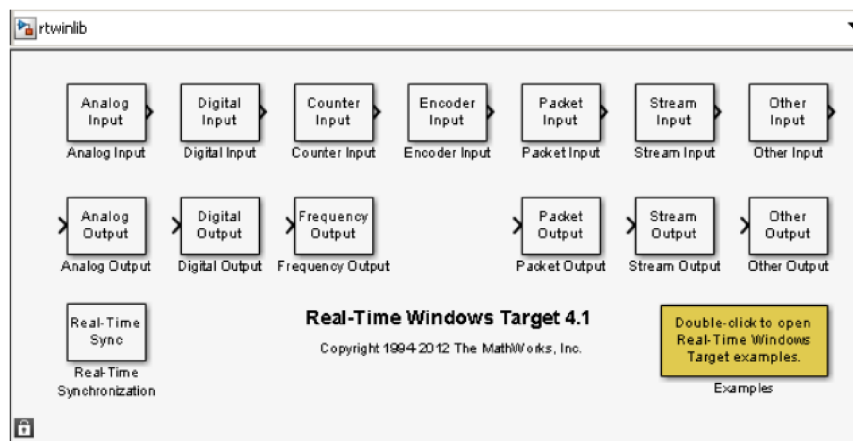 rtwinlib
Analog
Input
Analog Input
Digital
Input
Digital Input
Counter
Input
Counter Input
Encoder
Input
Encoder Input
Packet
Input
Packet Input
Stream
Input
Stream Input
Other
Input
Other Input
Analog
Output
Analog Output
Digital
Output
Digital Output
Frequency
Output
Frequency Output
Packet
Output
Packet Output
Stream
Output
Stream Output
Other
Output
Other Output
Real-Time
Sync
Real-Time
Synchronization
Real-Time Windows Target 4.1
Copyright 1994-2012 The MathWorks, Inc.
Double-click to open
Real-Time Windows
Target examples.
Examples